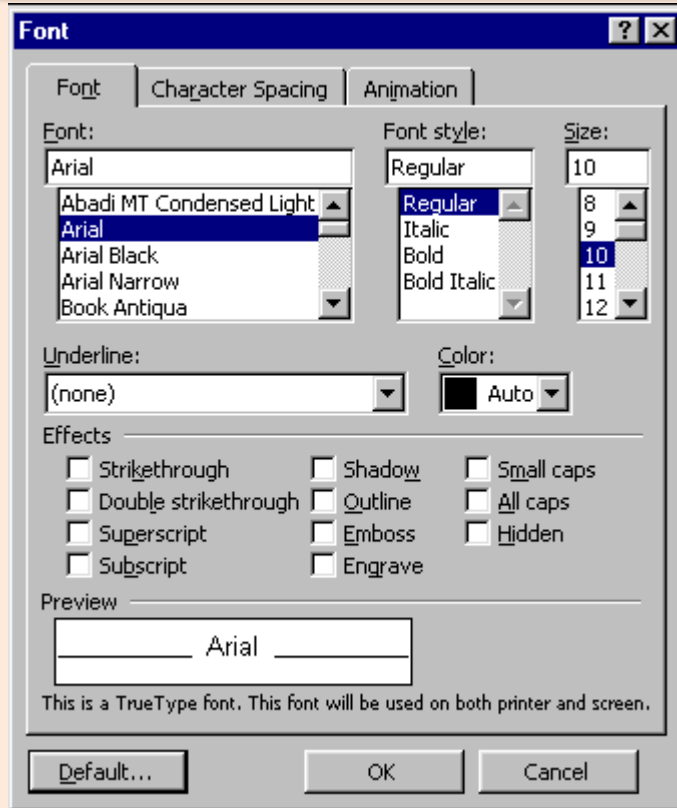 Font
Font Character Spacing Animation
Font: Font style: Size:
Arial Regular 10
Abadi MT Condensed Light Regular 8
Arial Italic 9
Arial Black Bold 10
Arial Narrow Bold Italic 11
Book Antiqua 12
Underline: Color:
(none) Auto
Effects
Strikethrough Shadow Small caps
Double strikethrough Outline All caps
Superscript Emboss Hidden
Subscript Engrave
Preview
Arial
This is a TrueType font. This font will be used on both printer and screen.
Default... OK Cancel